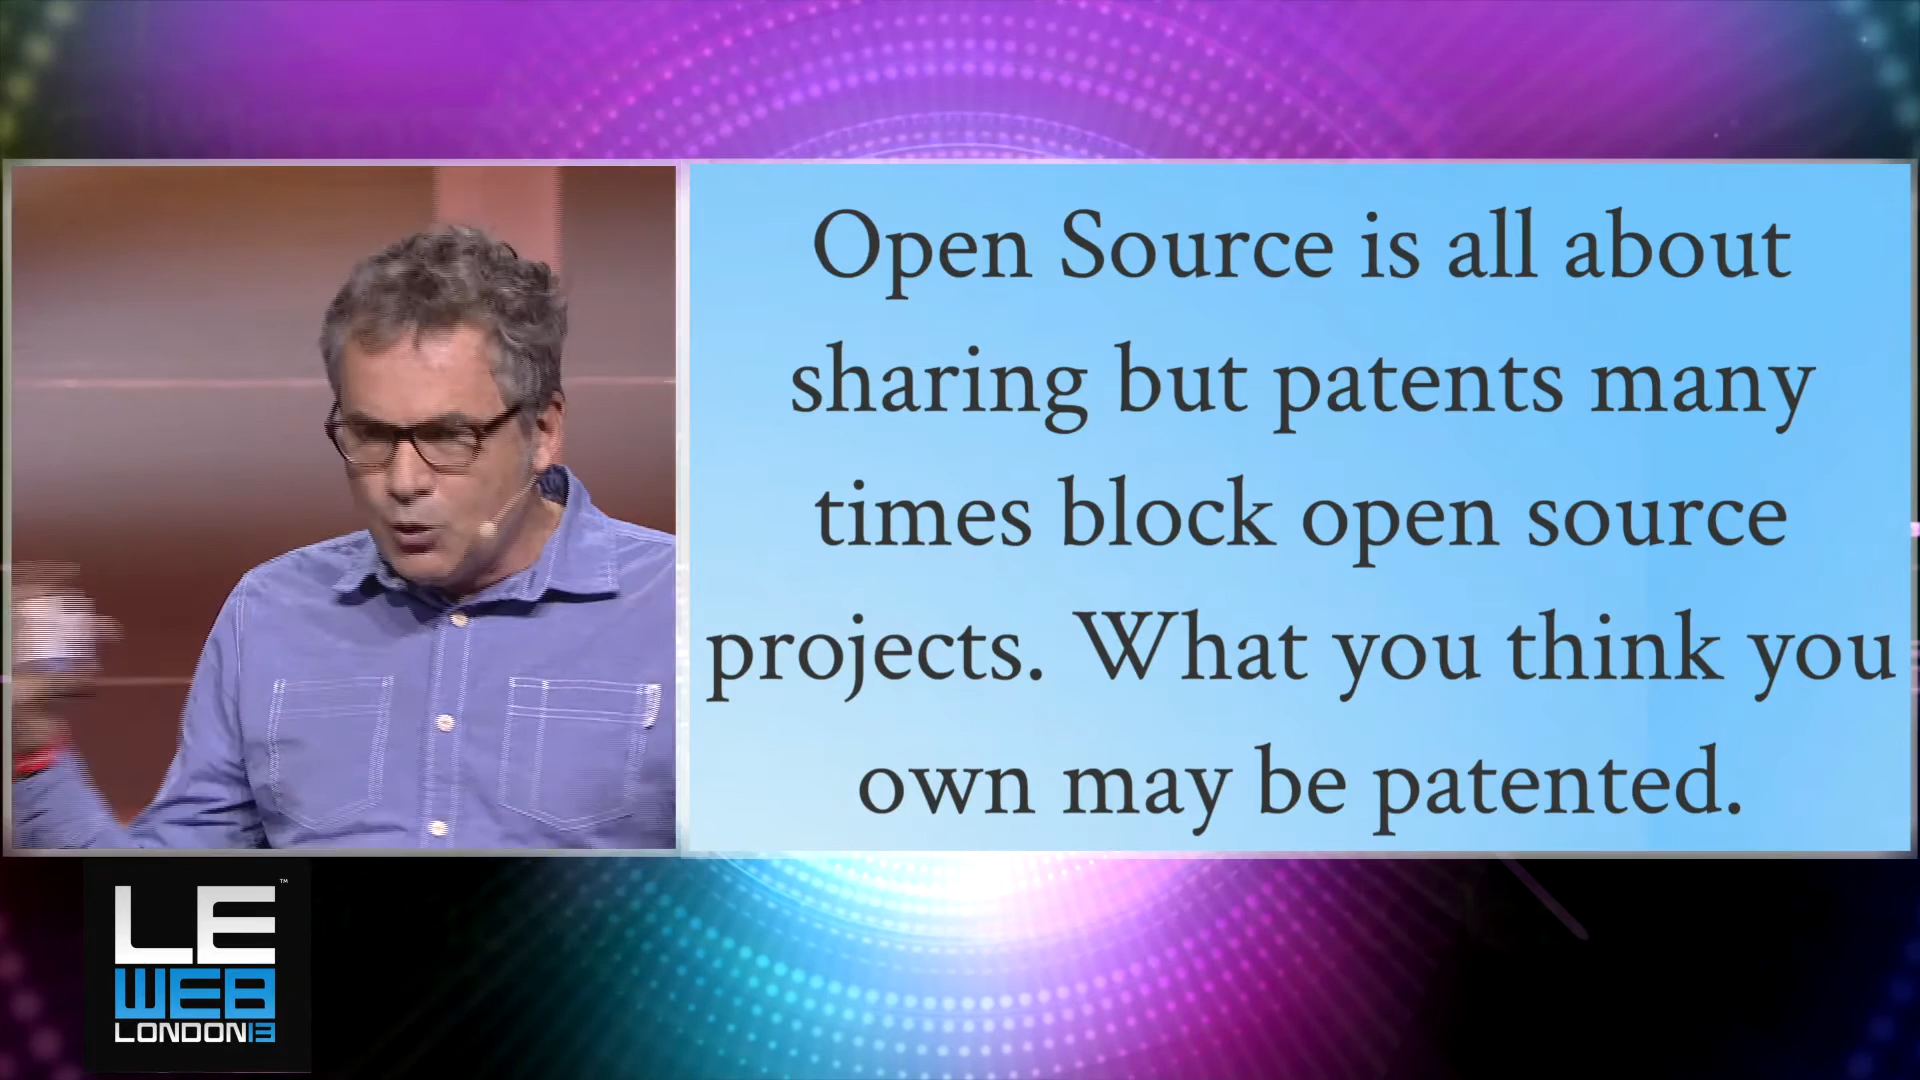 Open Source is all about
sharing but patents many
times block open source
projects. What you think you
own may be patented.
LE™
WEB
LONDON13